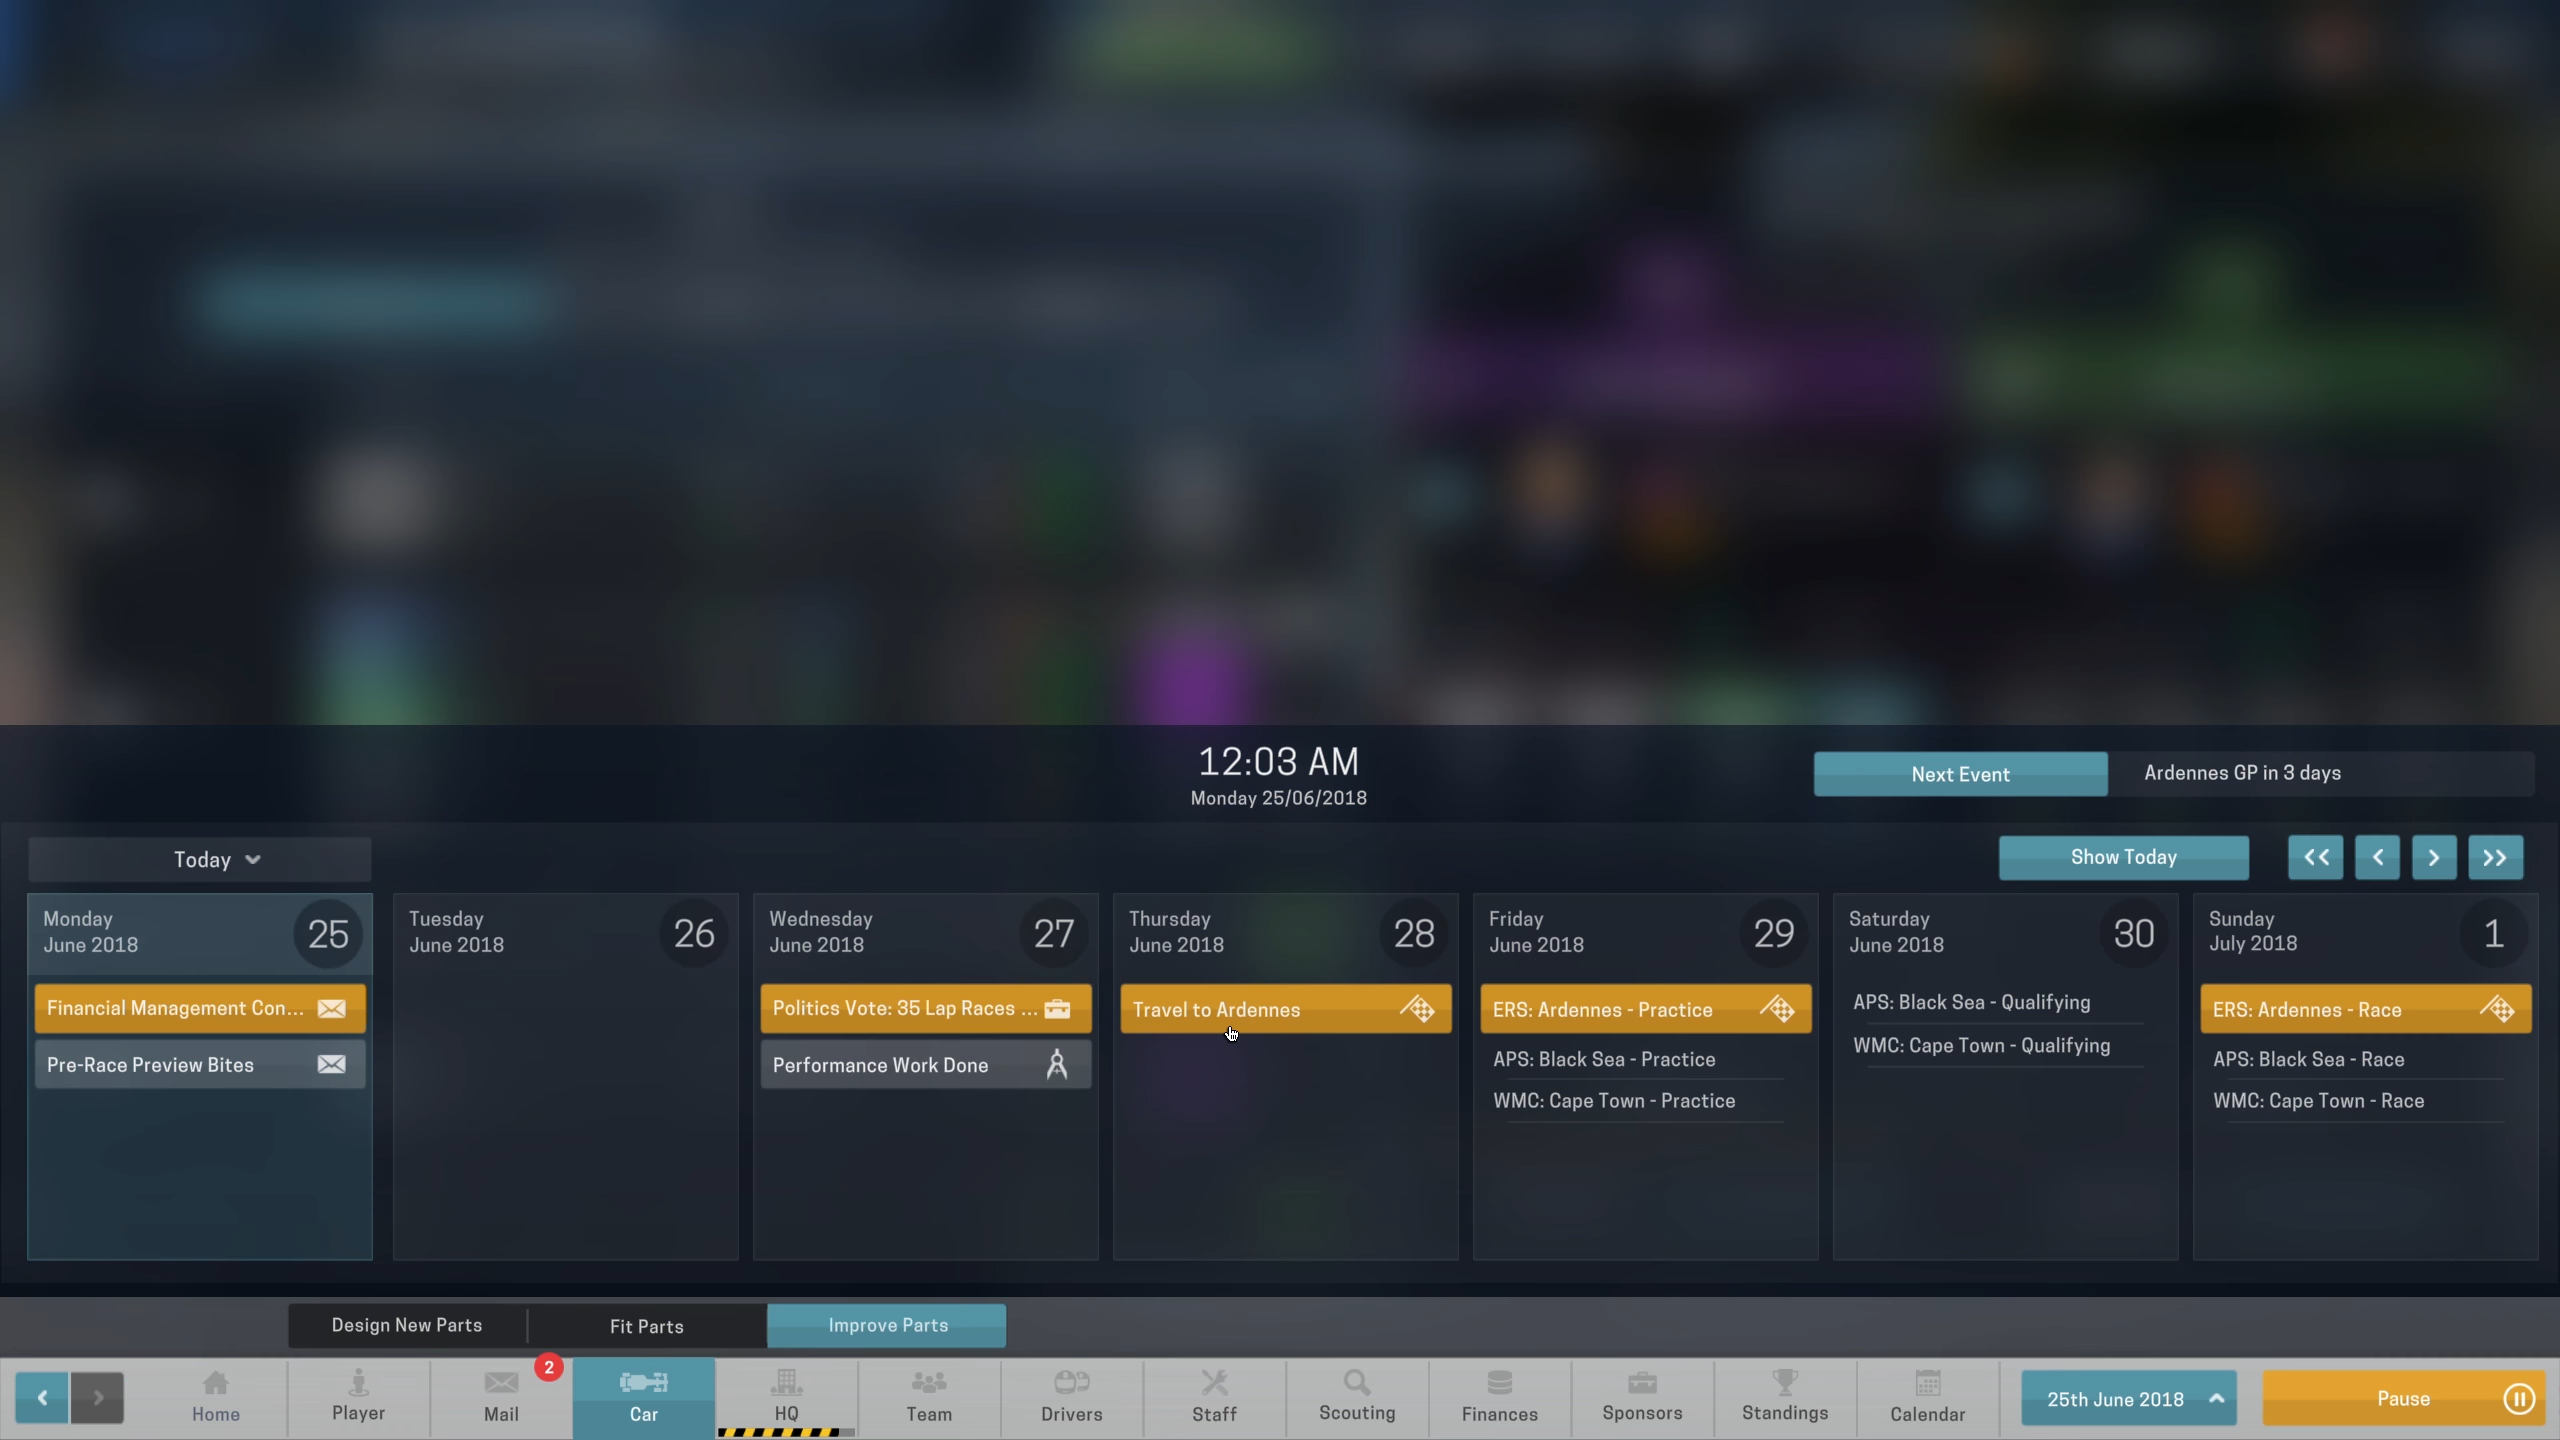 12:03 AM
Monday 25/06/2018
Next Event
Ardennes GP in 3 days
Today
Show Today
Monday
June 2018
25
Financial Management Con...
Pre-Race Preview Bites
Tuesday
June 2018
26
Wednesday
June 2018
27
Politics Vote: 35 Lap Races ...
Performance Work Done
Thursday
June 2018
28
Travel to Ardennes
Friday
June 2018
29
ERS: Ardennes - Practice
APS: Black Sea - Practice
WMC: Cape Town - Practice
Saturday
June 2018
30
APS: Black Sea - Qualifying
WMC: Cape Town - Qualifying
Sunday
July 2018
1
ERS: Ardennes - Race
APS: Black Sea - Race
WMC: Cape Town - Race
Design New Parts
Fit Parts
Improve Parts
Home
Player
Mail
2
Car
HQ
Team
Drivers
Staff
Scouting
Finances
Sponsors
Standings
Calendar
25th June 2018
Pause